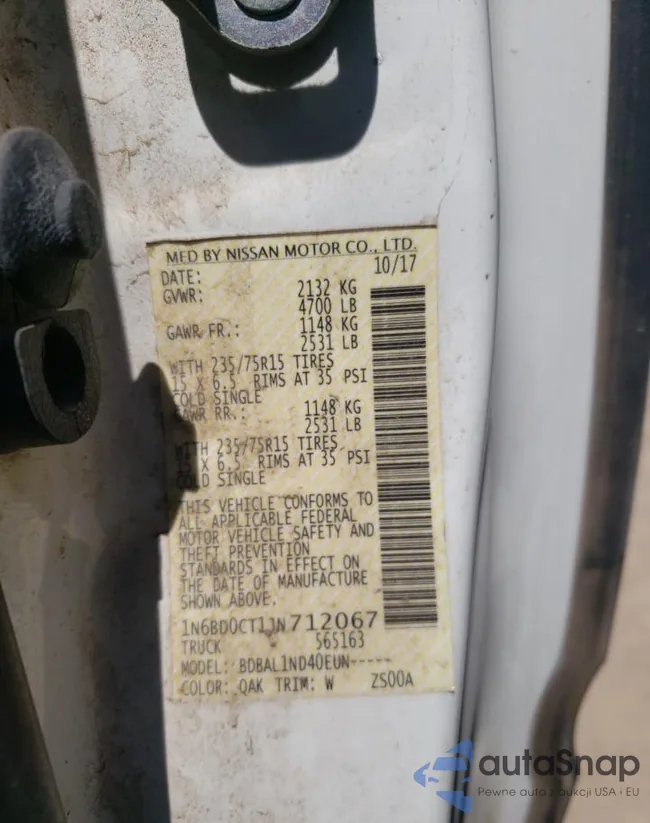 MFD BY NISSAN MOTOR CO., LTD.
DATE: 10/17
GVWR: 2132 KG
4700 LB
GAWR FR.: 1148 KG
2531 LB
WITH 235/75R15 TIRES
15 X 6.5 RIMS AT 35 PSI
COLD SINGLE
GAWR RR.: 1148 KG
2531 LB
WITH 235/75R15 TIRES
15 X 6.5 RIMS AT 35 PSI
COLD SINGLE
THIS VEHICLE CONFORMS TO
ALL APPLICABLE FEDERAL
MOTOR VEHICLE SAFETY AND
THEFT PREVENTION
STANDARDS IN EFFECT ON
THE DATE OF MANUFACTURE
SHOWN ABOVE.
1N6BD0CT1JN712067
TRUCK 565163
MODEL: BDBAL1ND40EUN-----
COLOR: QAK TRIM: W ZS00A
autaSnap
Pewne auto z aukcji USA i EU